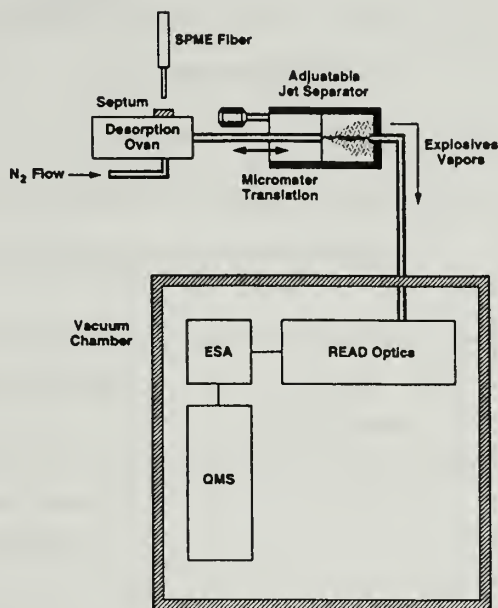 SPME Fiber
Adjustable
Jet Separator
Septum
Desorption
Oven
N₂ Flow
Micrometer
Translation
Explosives
Vapors
Vacuum
Chamber
ESA
READ Optics
QMS